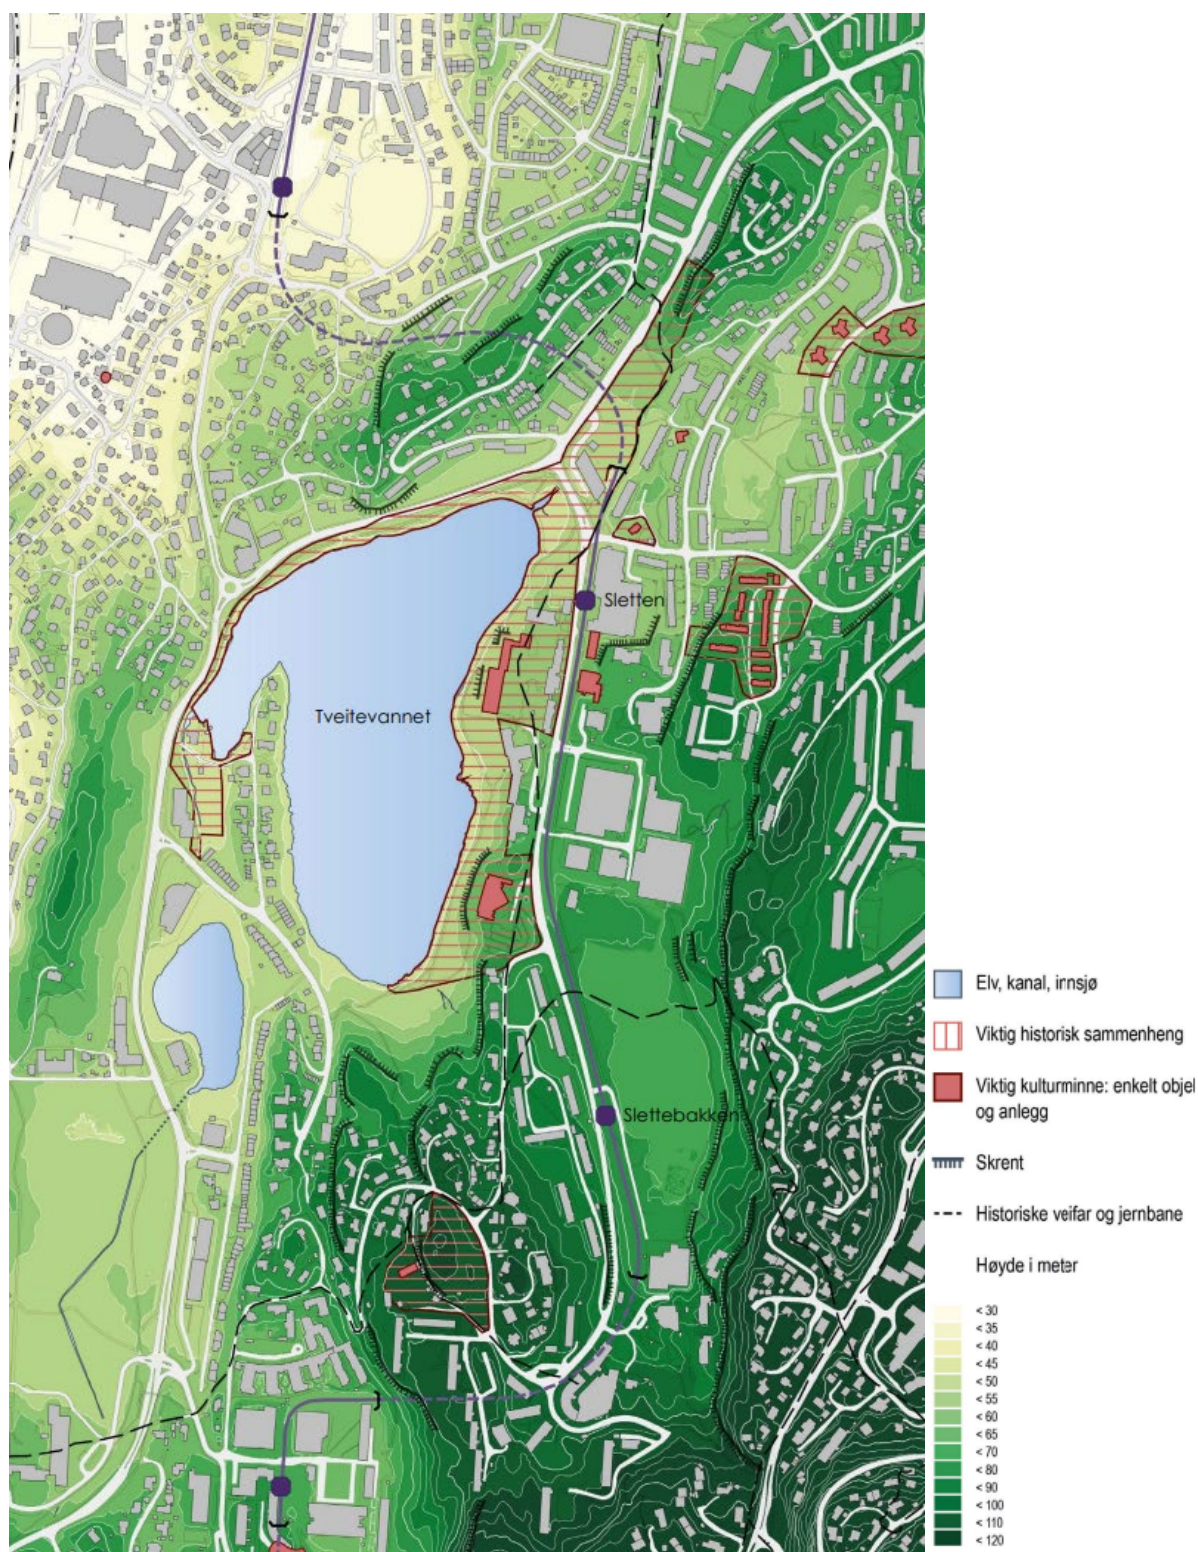 Sletten
Tveitevannet
Slettebakken
Elv, kanal, innsjø
Viktig historisk sammenheng
Viktig kulturminne: enkelt objel
og anlegg
Skrent
Historiske veifar og jernbane
Høyde i meter
< 30
< 35
< 40
< 45
< 50
< 55
< 60
< 65
< 70
< 80
< 90
< 100
< 110
< 120